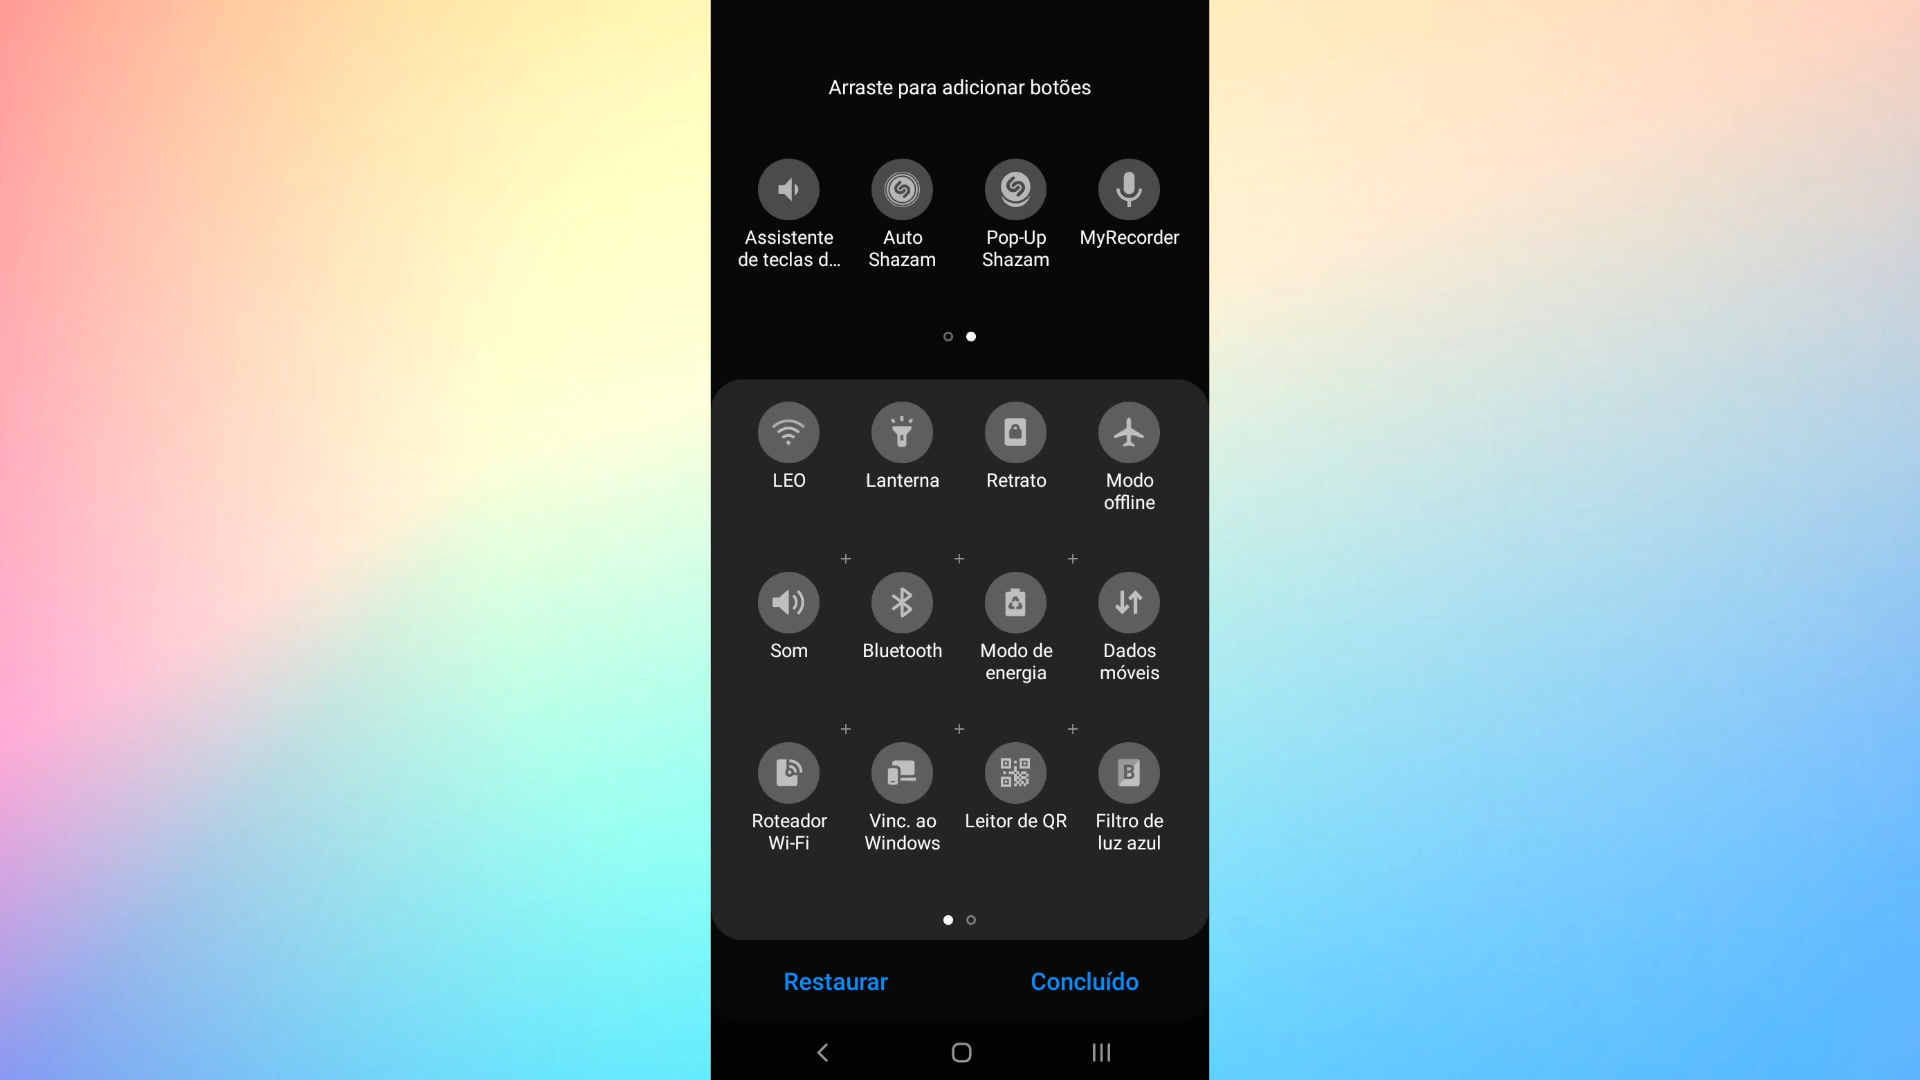 Arraste para adicionar botões
Assistente
de teclas d...
Auto
Shazam
Pop-Up
Shazam
MyRecorder
LEO
Lanterna
Retrato
Modo
offline
Som
Bluetooth
Modo de
energia
Dados
móveis
Roteador
Wi-Fi
Vinc. ao
Windows
Leitor de QR
B
Filtro de
luz azul
Restaurar
Concluído